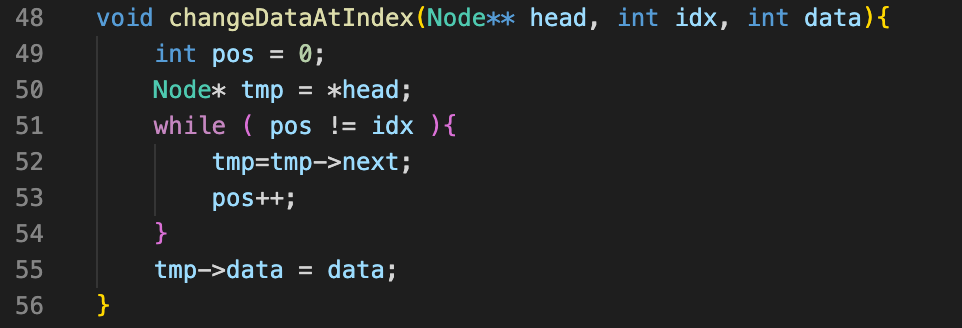 48 void changeDataAtIndex(Node** head, int idx, int data){
49 int pos = 0;
50 Node* tmp = *head;
51 while ( pos != idx ){
52 tmp=tmp->next;
53 pos++;
54 }
55 tmp->data = data;
56 }